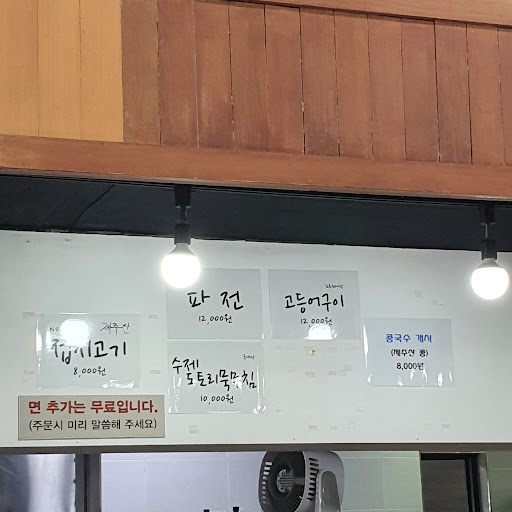 제주산
접시고기
8,000원
파전
12,000원
고등어구이
12,000원
수제
도토리묵무침
10,000원
콩국수 개시
(제주산 콩)
8,000원
면 추가는 무료입니다.
(주문시 미리 말씀해 주세요)